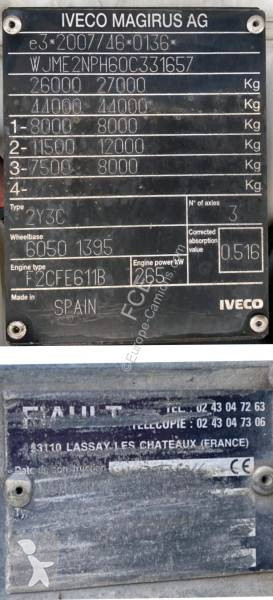 IVECO MAGIRUS AG
e3*2007/46*0136*
WJME2NPH60C331657
26000 27000 Kg
44000 44000 Kg
1- 8000 8000 Kg
2- 11500 12000 Kg
3- 7500 8000 Kg
4- Kg
Type 2Y3C N° of axles 3
Wheelbase 6050 1395 Corrected absorption value 0.516
Engine type F2CFE611B Engine power kW 265
Made in SPAIN IVECO
©Europe-Camions.com
TEL : 02 43 04 72 63
TELECOPIE : 02 43 04 73 06
53110 LASSAY LES CHATEAUX (FRANCE)
Date de construction CE